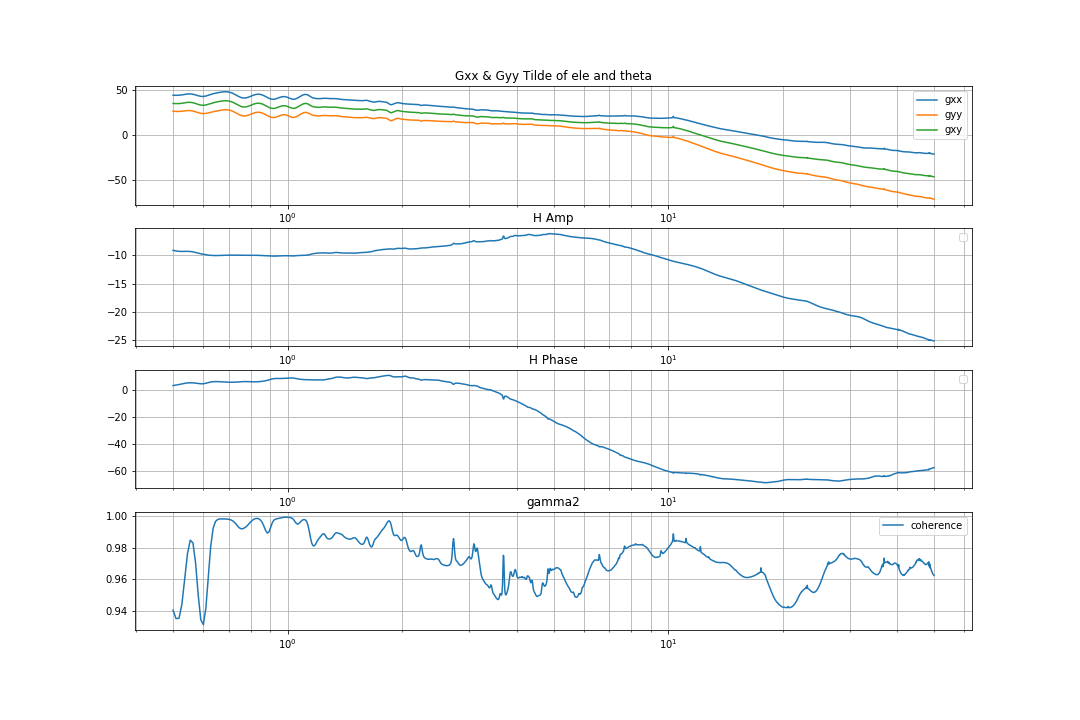 Gxx & Gyy Tilde of ele and theta
50
0
−50
gxx
gyy
gxy
10⁰
10¹
H Amp
−10
−15
−20
−25
10⁰
10¹
H Phase
0
−20
−40
−60
10⁰
10¹
gamma2
1.00
0.98
0.96
0.94
coherence
10⁰
10¹